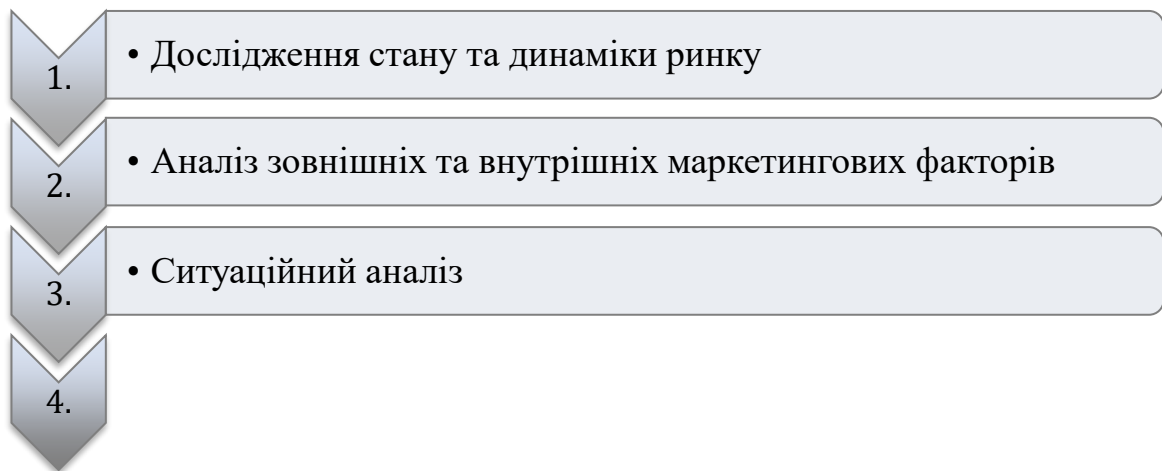 1. • Дослідження стану та динаміки ринку
2. • Аналіз зовнішніх та внутрішніх маркетингових факторів
3. • Ситуаційний аналіз
4.